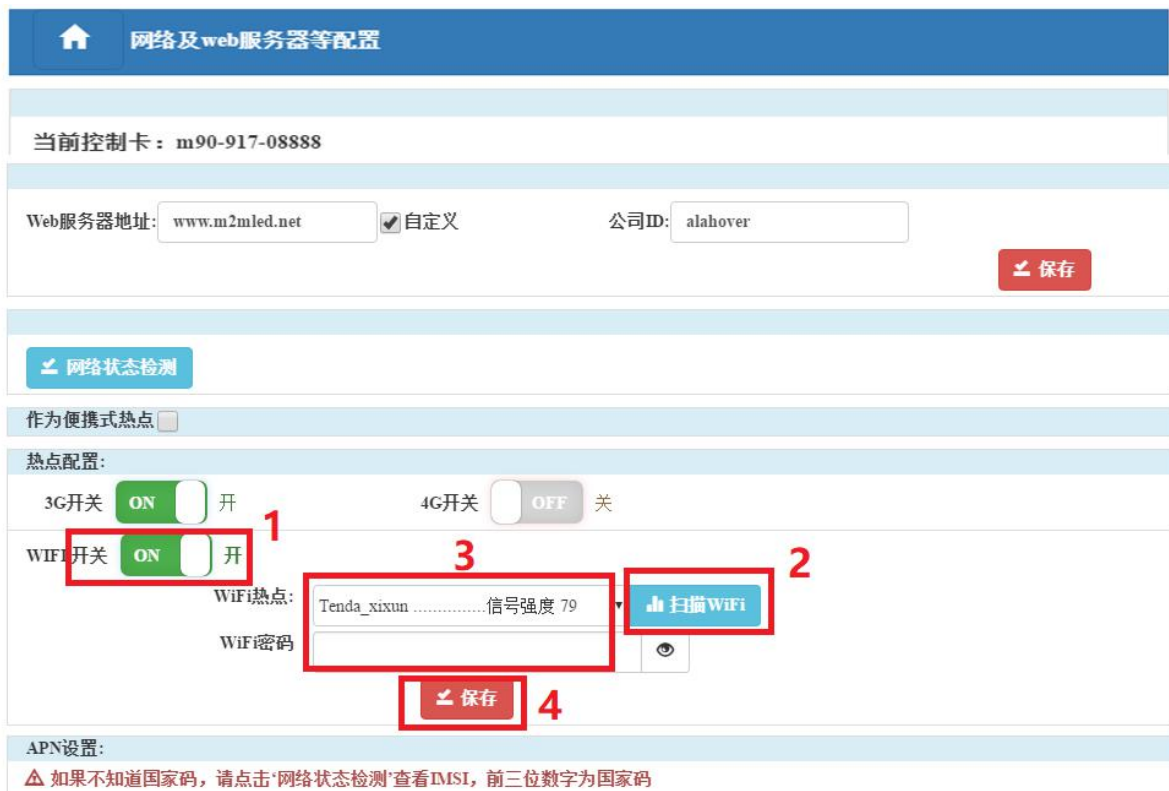 网络及web服务器等配置
当前控制卡：m90-917-08888
Web服务器地址: www.m2mled.net 自定义 公司ID: alahover
保存
网络状态检测
作为便携式热点
热点配置:
3G开关 ON 开 4G开关 OFF 关
1
WIFI开关 ON 开
3
2
WiFi热点: Tenda_xixun ...............信号强度 79 扫描WiFi
WiFi密码
保存
4
APN设置:
如果不知道国家码，请点击‘网络状态检测’查看IMSI，前三位数字为国家码